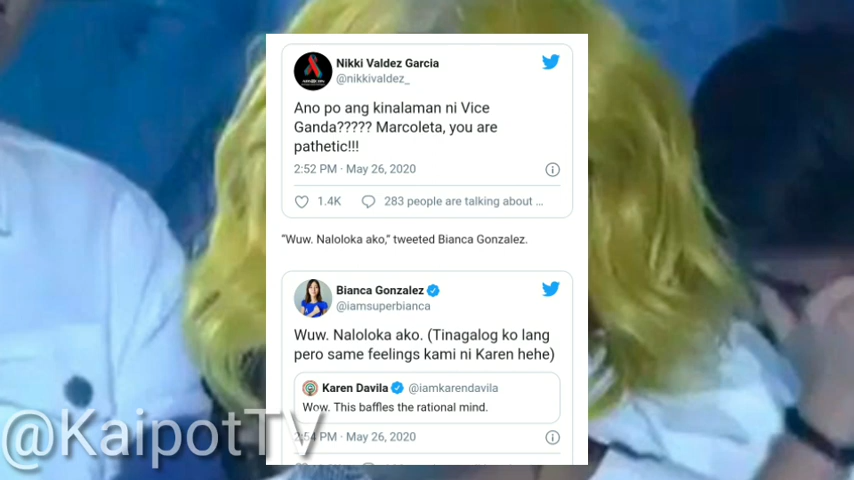 Nikki Valdez Garcia
@nikkivaldez_
Ano po ang kinalaman ni Vice
Ganda????? Marcoleta, you are
pathetic!!!
2:52 PM · May 26, 2020
1.4K 283 people are talking about ...
“Wuw. Naloloka ako,” tweeted Bianca Gonzalez.
Bianca Gonzalez
@iamsuperbianca
Wuw. Naloloka ako. (Tinagalog ko lang
pero same feelings kami ni Karen hehe)
Karen Davila @iamkarendavila
Wow. This baffles the rational mind.
2:54 PM · May 26, 2020
@KaipotTV